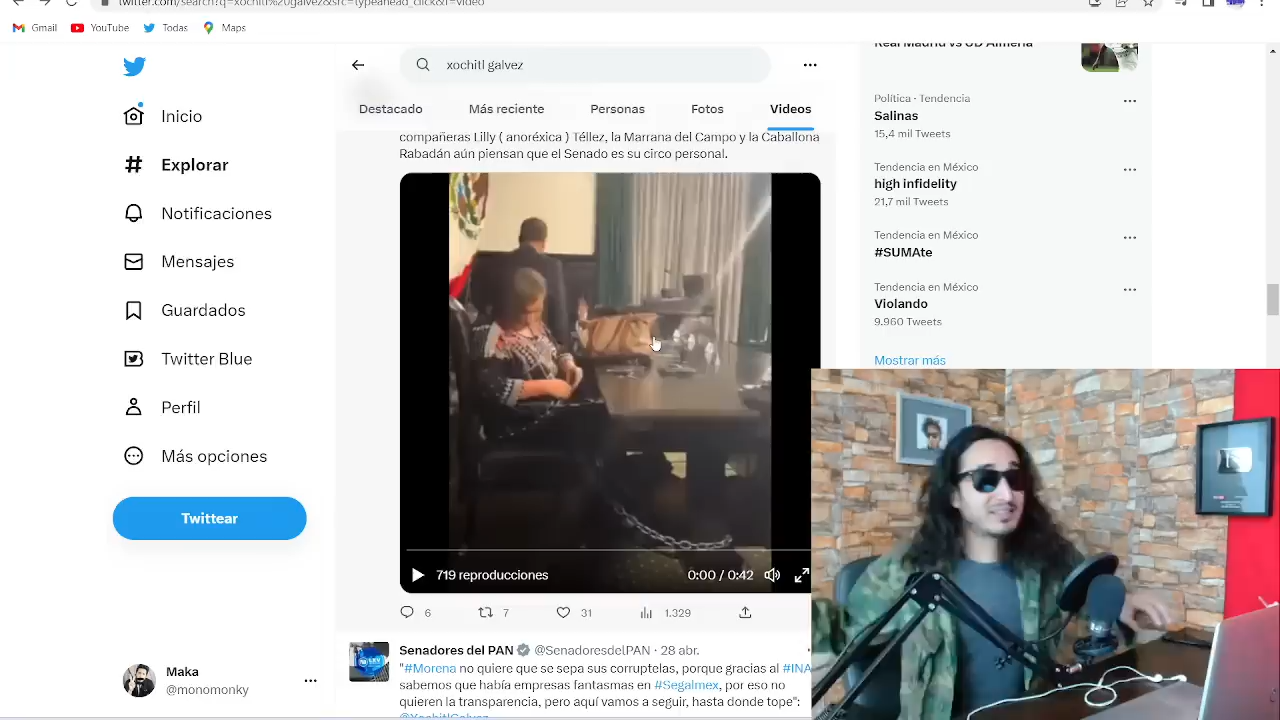 Gmail
YouTube
Todas
Maps
xochitl galvez
Destacado
Más reciente
Personas
Fotos
Videos
Inicio
Explorar
Notificaciones
Mensajes
Guardados
Twitter Blue
Perfil
Más opciones
Twittear
Maka
@monomonky
compañeras Lilly ( anoréxica ) Téllez, la Marrana del Campo y la Caballona
Rabadán aún piensan que el Senado es su circo personal.
719 reproducciones
0:00 / 0:42
6
7
31
1.329
Senadores del PAN @SenadoresdelPAN · 28 abr.
"#Morena no quiere que se sepa sus corruptelas, porque gracias al #INA
sabemos que había empresas fantasmas en #Segalmex, por eso no
quieren la transparencia, pero aquí vamos a seguir, hasta donde tope":
@XochitlGalvez
Real Madrid vs UD Almería
Política · Tendencia
Salinas
15,4 mil Tweets
Tendencia en México
high infidelity
21,7 mil Tweets
Tendencia en México
#SUMAte
Tendencia en México
Violando
9.960 Tweets
Mostrar más